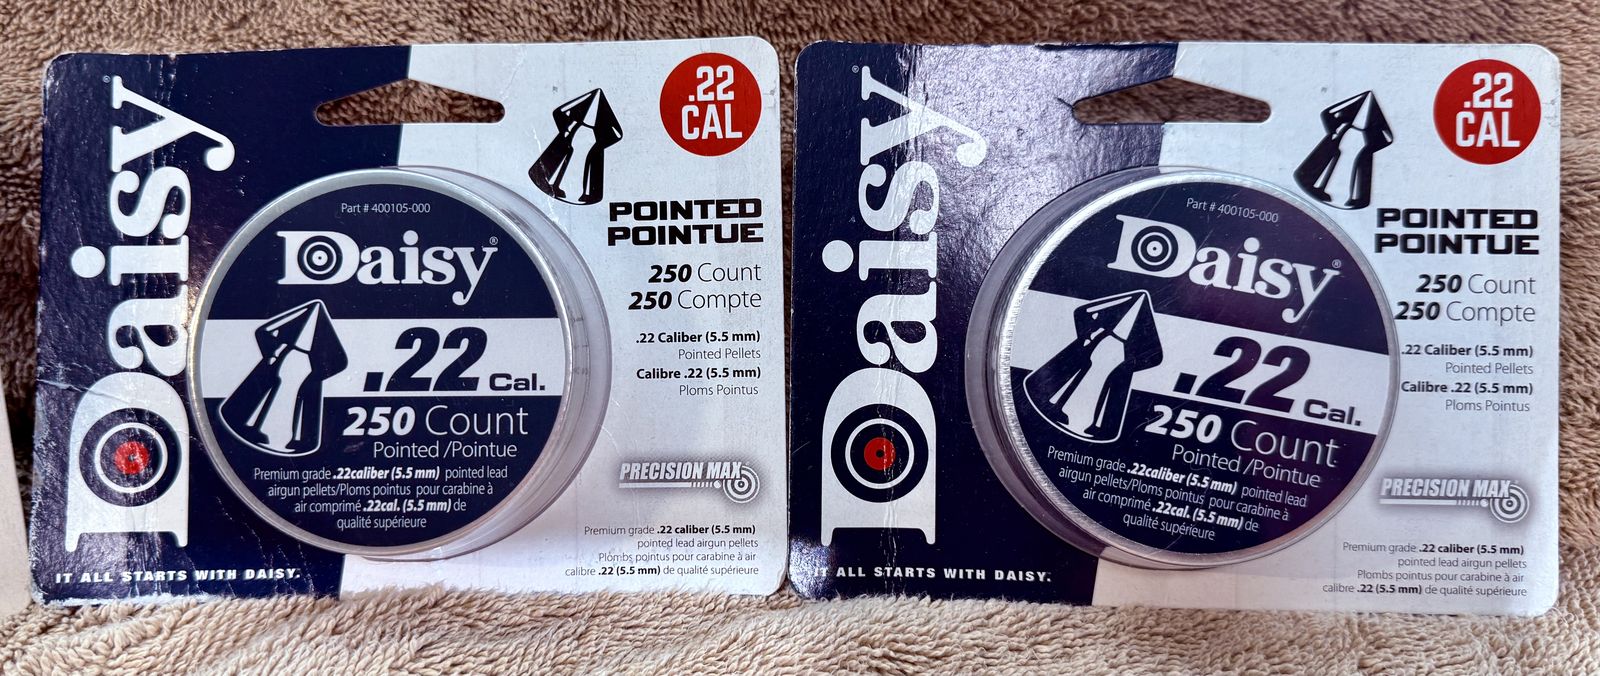 Daisy®
.22
CAL
POINTED
POINTUE
250 Count
250 Compte
.22 Caliber (5.5 mm)
Pointed Pellets
Calibre .22 (5.5 mm)
Ploms Pointus
PRECISION MAX
Premium grade .22 caliber (5.5 mm)
pointed lead airgun pellets
Plombs pointus pour carabine à air
calibre .22 (5.5 mm) de qualité supérieure
IT ALL STARTS WITH DAISY.
Part # 400105-000
Daisy®
.22 Cal.
250 Count
Pointed /Pointue
Premium grade .22caliber (5.5 mm) pointed lead
airgun pellets/Ploms pointus pour carabine à
air comprimé .22cal. (5.5 mm) de
qualité supérieure
Daisy®
.22
CAL
POINTED
POINTUE
250 Count
250 Compte
.22 Caliber (5.5 mm)
Pointed Pellets
Calibre .22 (5.5 mm)
Ploms Pointus
PRECISION MAX
Premium grade .22 caliber (5.5 mm)
pointed lead airgun pellets
Plombs pointus pour carabine à air
calibre .22 (5.5 mm) de qualité supérieure
IT ALL STARTS WITH DAISY.
Part # 400105-000
Daisy®
.22 Cal.
250 Count
Pointed /Pointue
Premium grade .22caliber (5.5 mm) pointed lead
airgun pellets/Ploms pointus pour carabine à
air comprimé .22cal. (5.5 mm) de
qualité supérieure